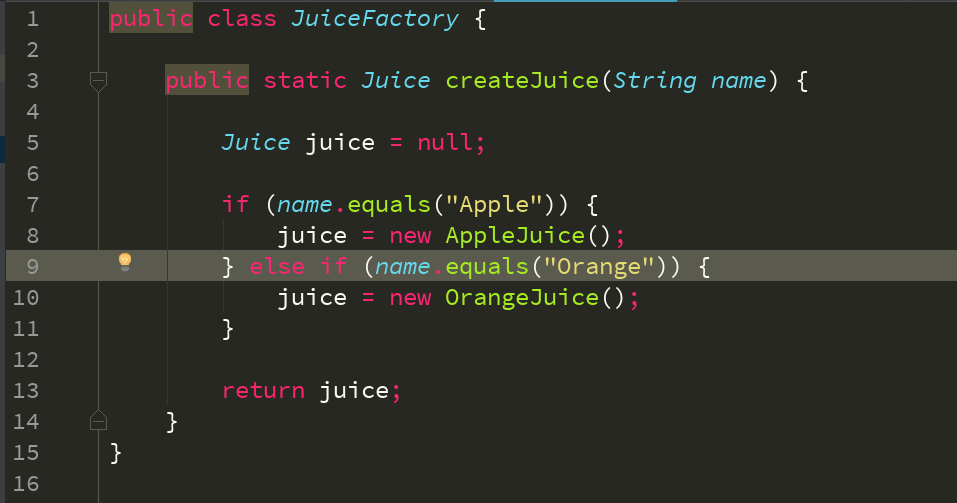 1 public class JuiceFactory {
2
3 public static Juice createJuice(String name) {
4
5 Juice juice = null;
6
7 if (name.equals("Apple")) {
8 juice = new AppleJuice();
9 } else if (name.equals("Orange")) {
10 juice = new OrangeJuice();
11 }
12
13 return juice;
14 }
15 }
16